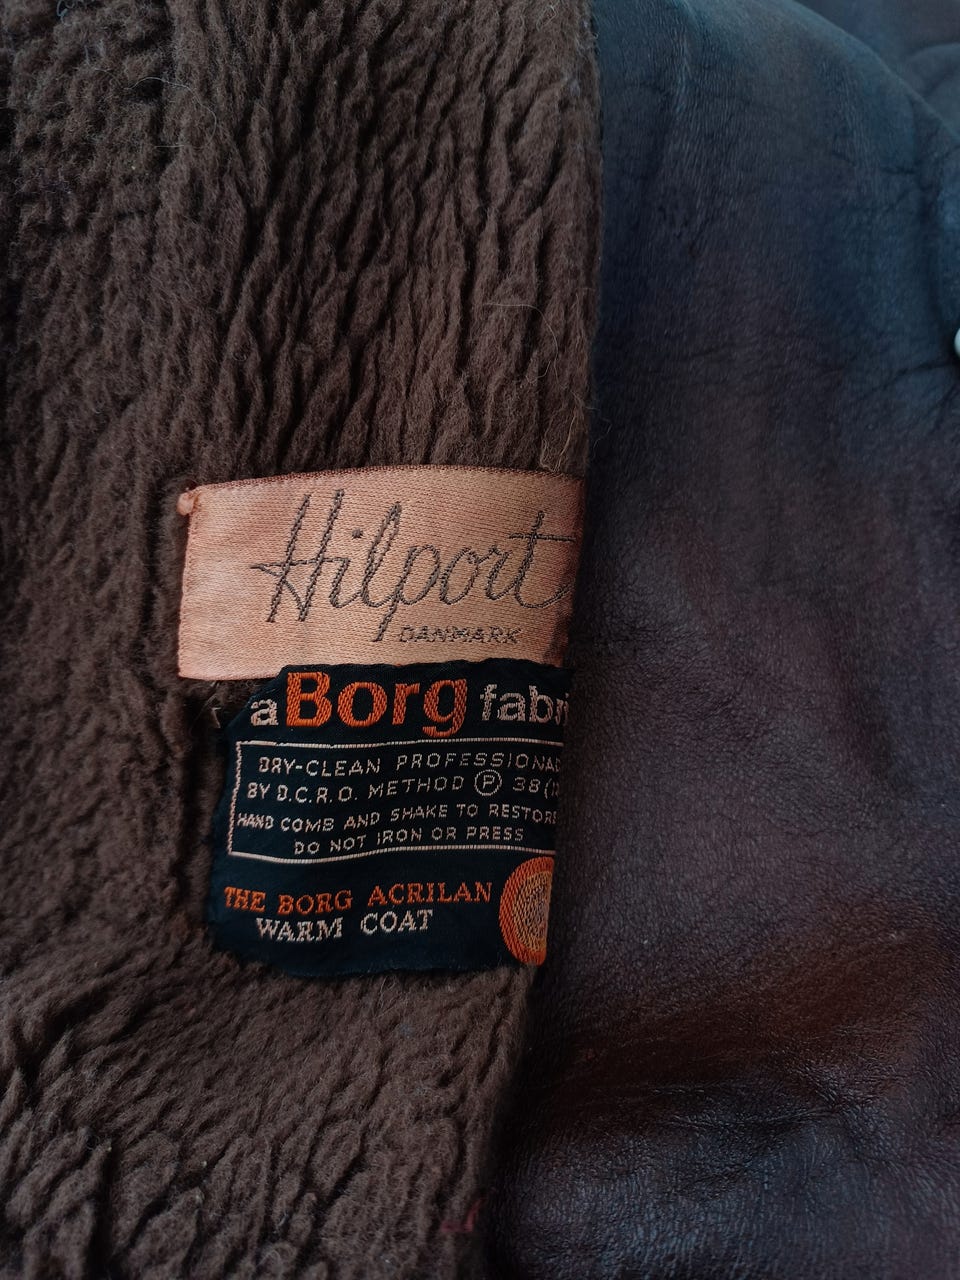 Hilport
DANMARK
a Borg fabri
DRY-CLEAN PROFESSIONA
BY D.C.R.O. METHOD Ⓟ 38(
HAND COMB AND SHAKE TO RESTORE
DO NOT IRON OR PRESS
THE BORG ACRILAN
WARM COAT